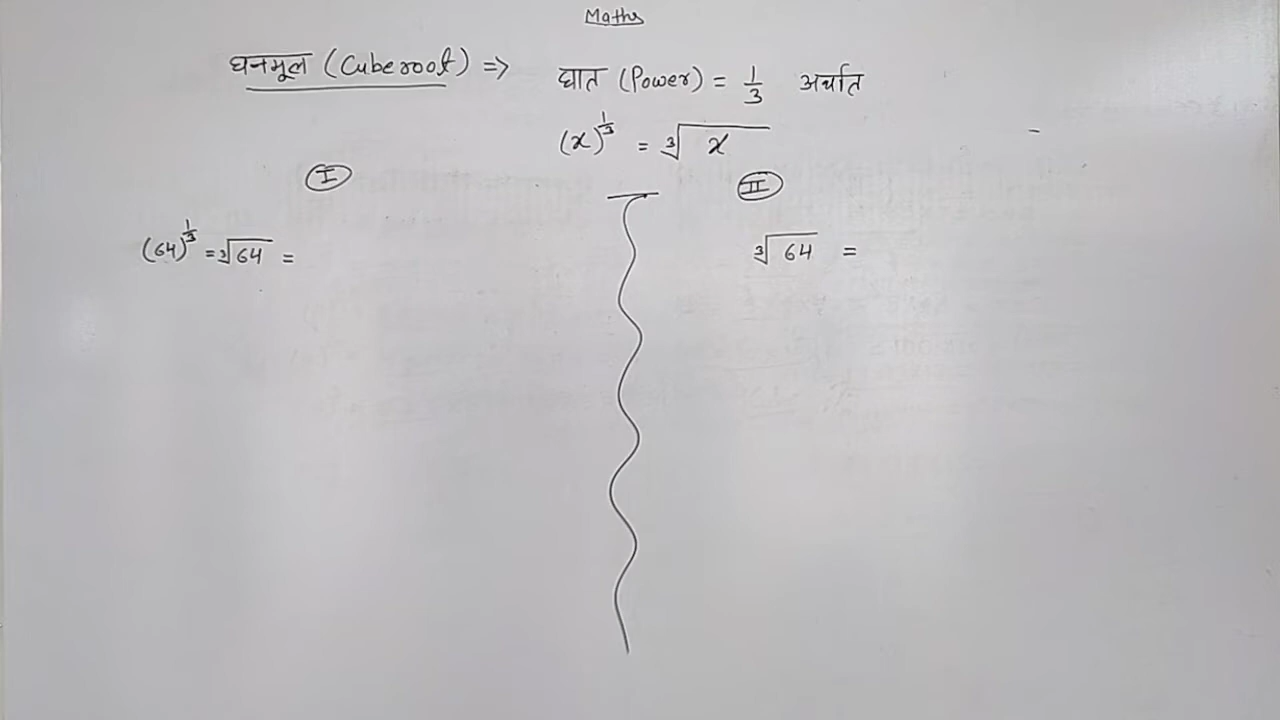 Maths
घनमूल (Cuberoot) => घात (Power) = 1/3 अर्थात
(x)^1/3 = ∛x
I
II
(64)^1/3 = ∛64 =
∛64 =